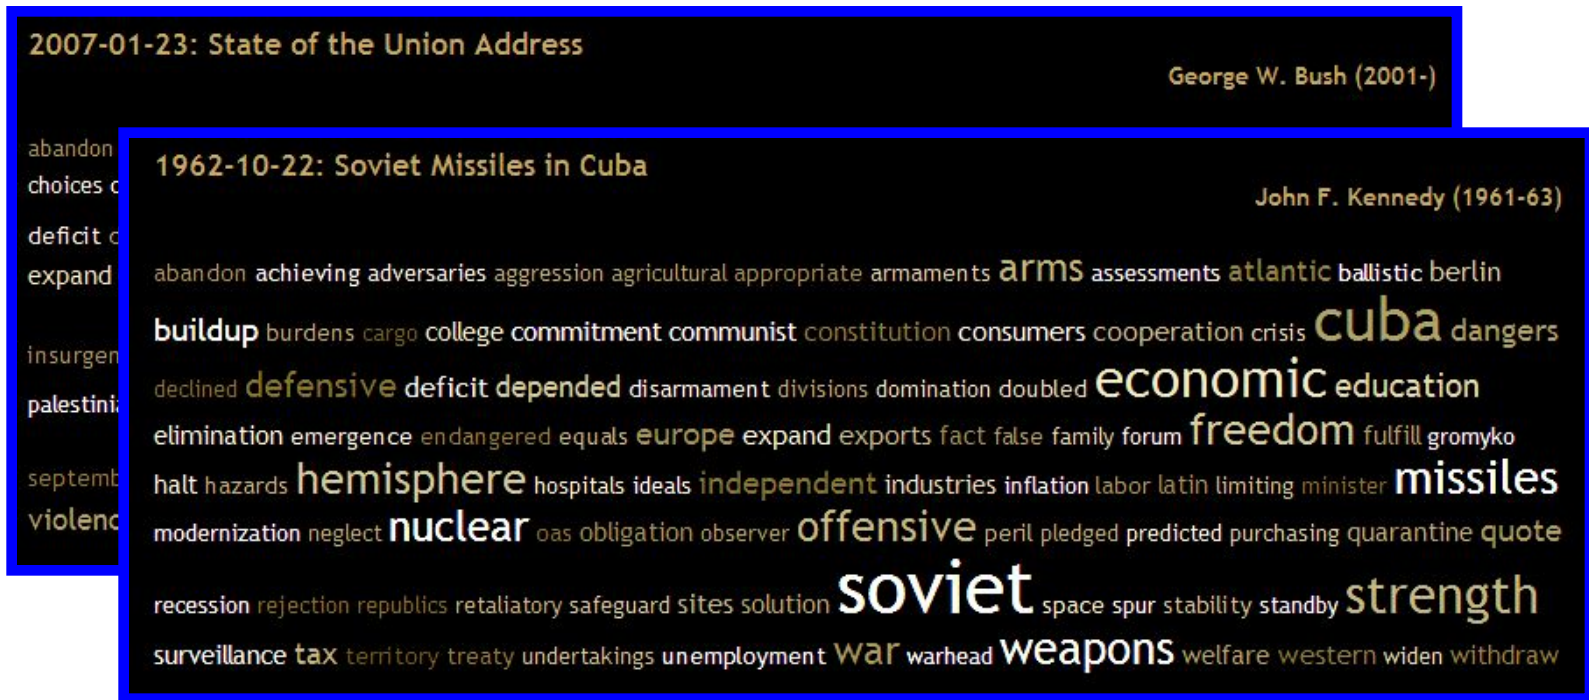 2007-01-23: State of the Union Address
George W. Bush (2001-)
abandon
choices
deficit
expand
1962-10-22: Soviet Missiles in Cuba
John F. Kennedy (1961-63)
abandon achieving adversaries aggression agricultural appropriate armaments arms assessments atlantic ballistic berlin
buildup burdens cargo college commitment communist constitution consumers cooperation crisis cuba dangers
declined defensive deficit depended disarmament divisions domination doubled economic education
elimination emergence endangered equals europe expand exports fact false family forum freedom fulfill gromyko
halt hazards hemisphere hospitals ideals independent industries inflation labor latin limiting minister missiles
modernization neglect nuclear oas obligation observer offensive peril pledged predicted purchasing quarantine quote
recession rejection republics retaliatory safeguard sites solution soviet space spur stability standby strength
surveillance tax territory treaty undertakings unemployment war warhead weapons welfare western widen withdraw